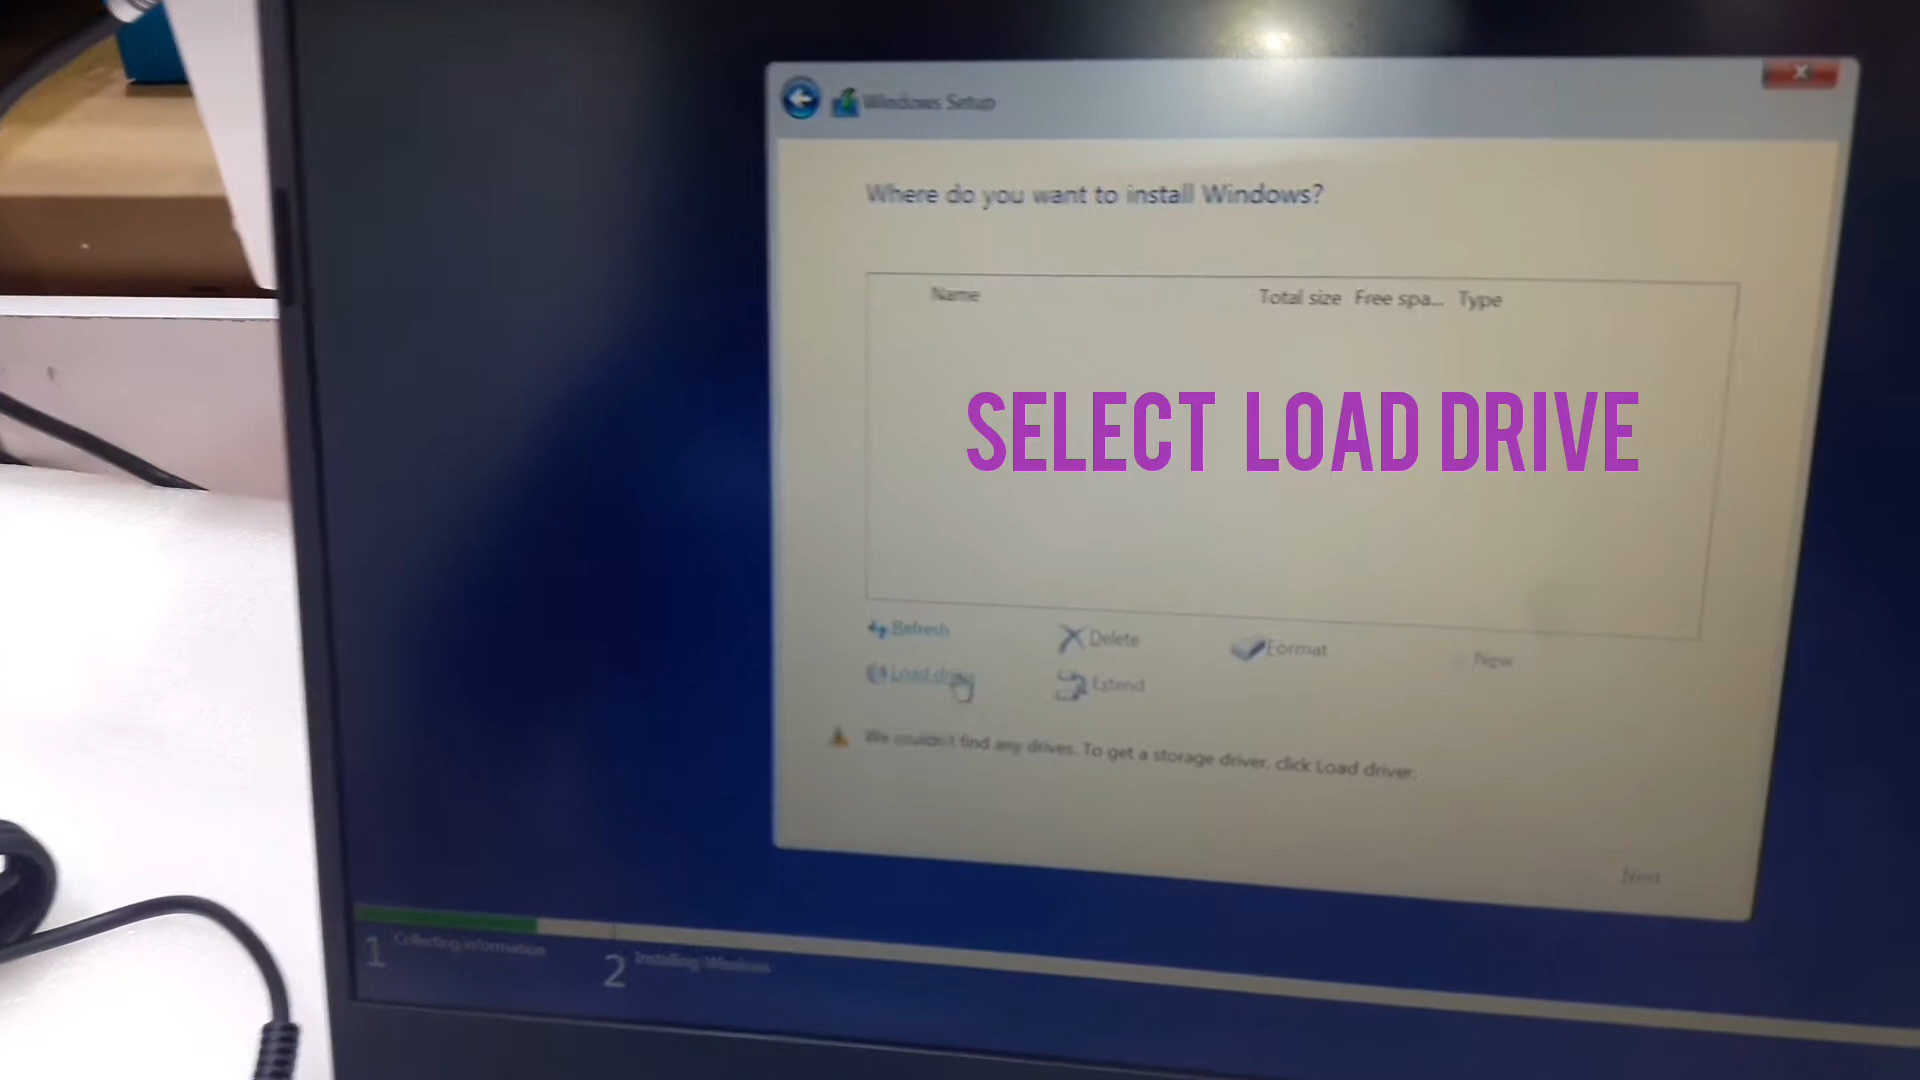 Windows Setup
Where do you want to install Windows?
Name Total size Free spa... Type
SELECT LOAD DRIVE
Refresh Delete Format New
Load driver Extend
We couldn't find any drives. To get a storage driver, click Load driver.
Next
1 Collecting information
2 Installing Windows